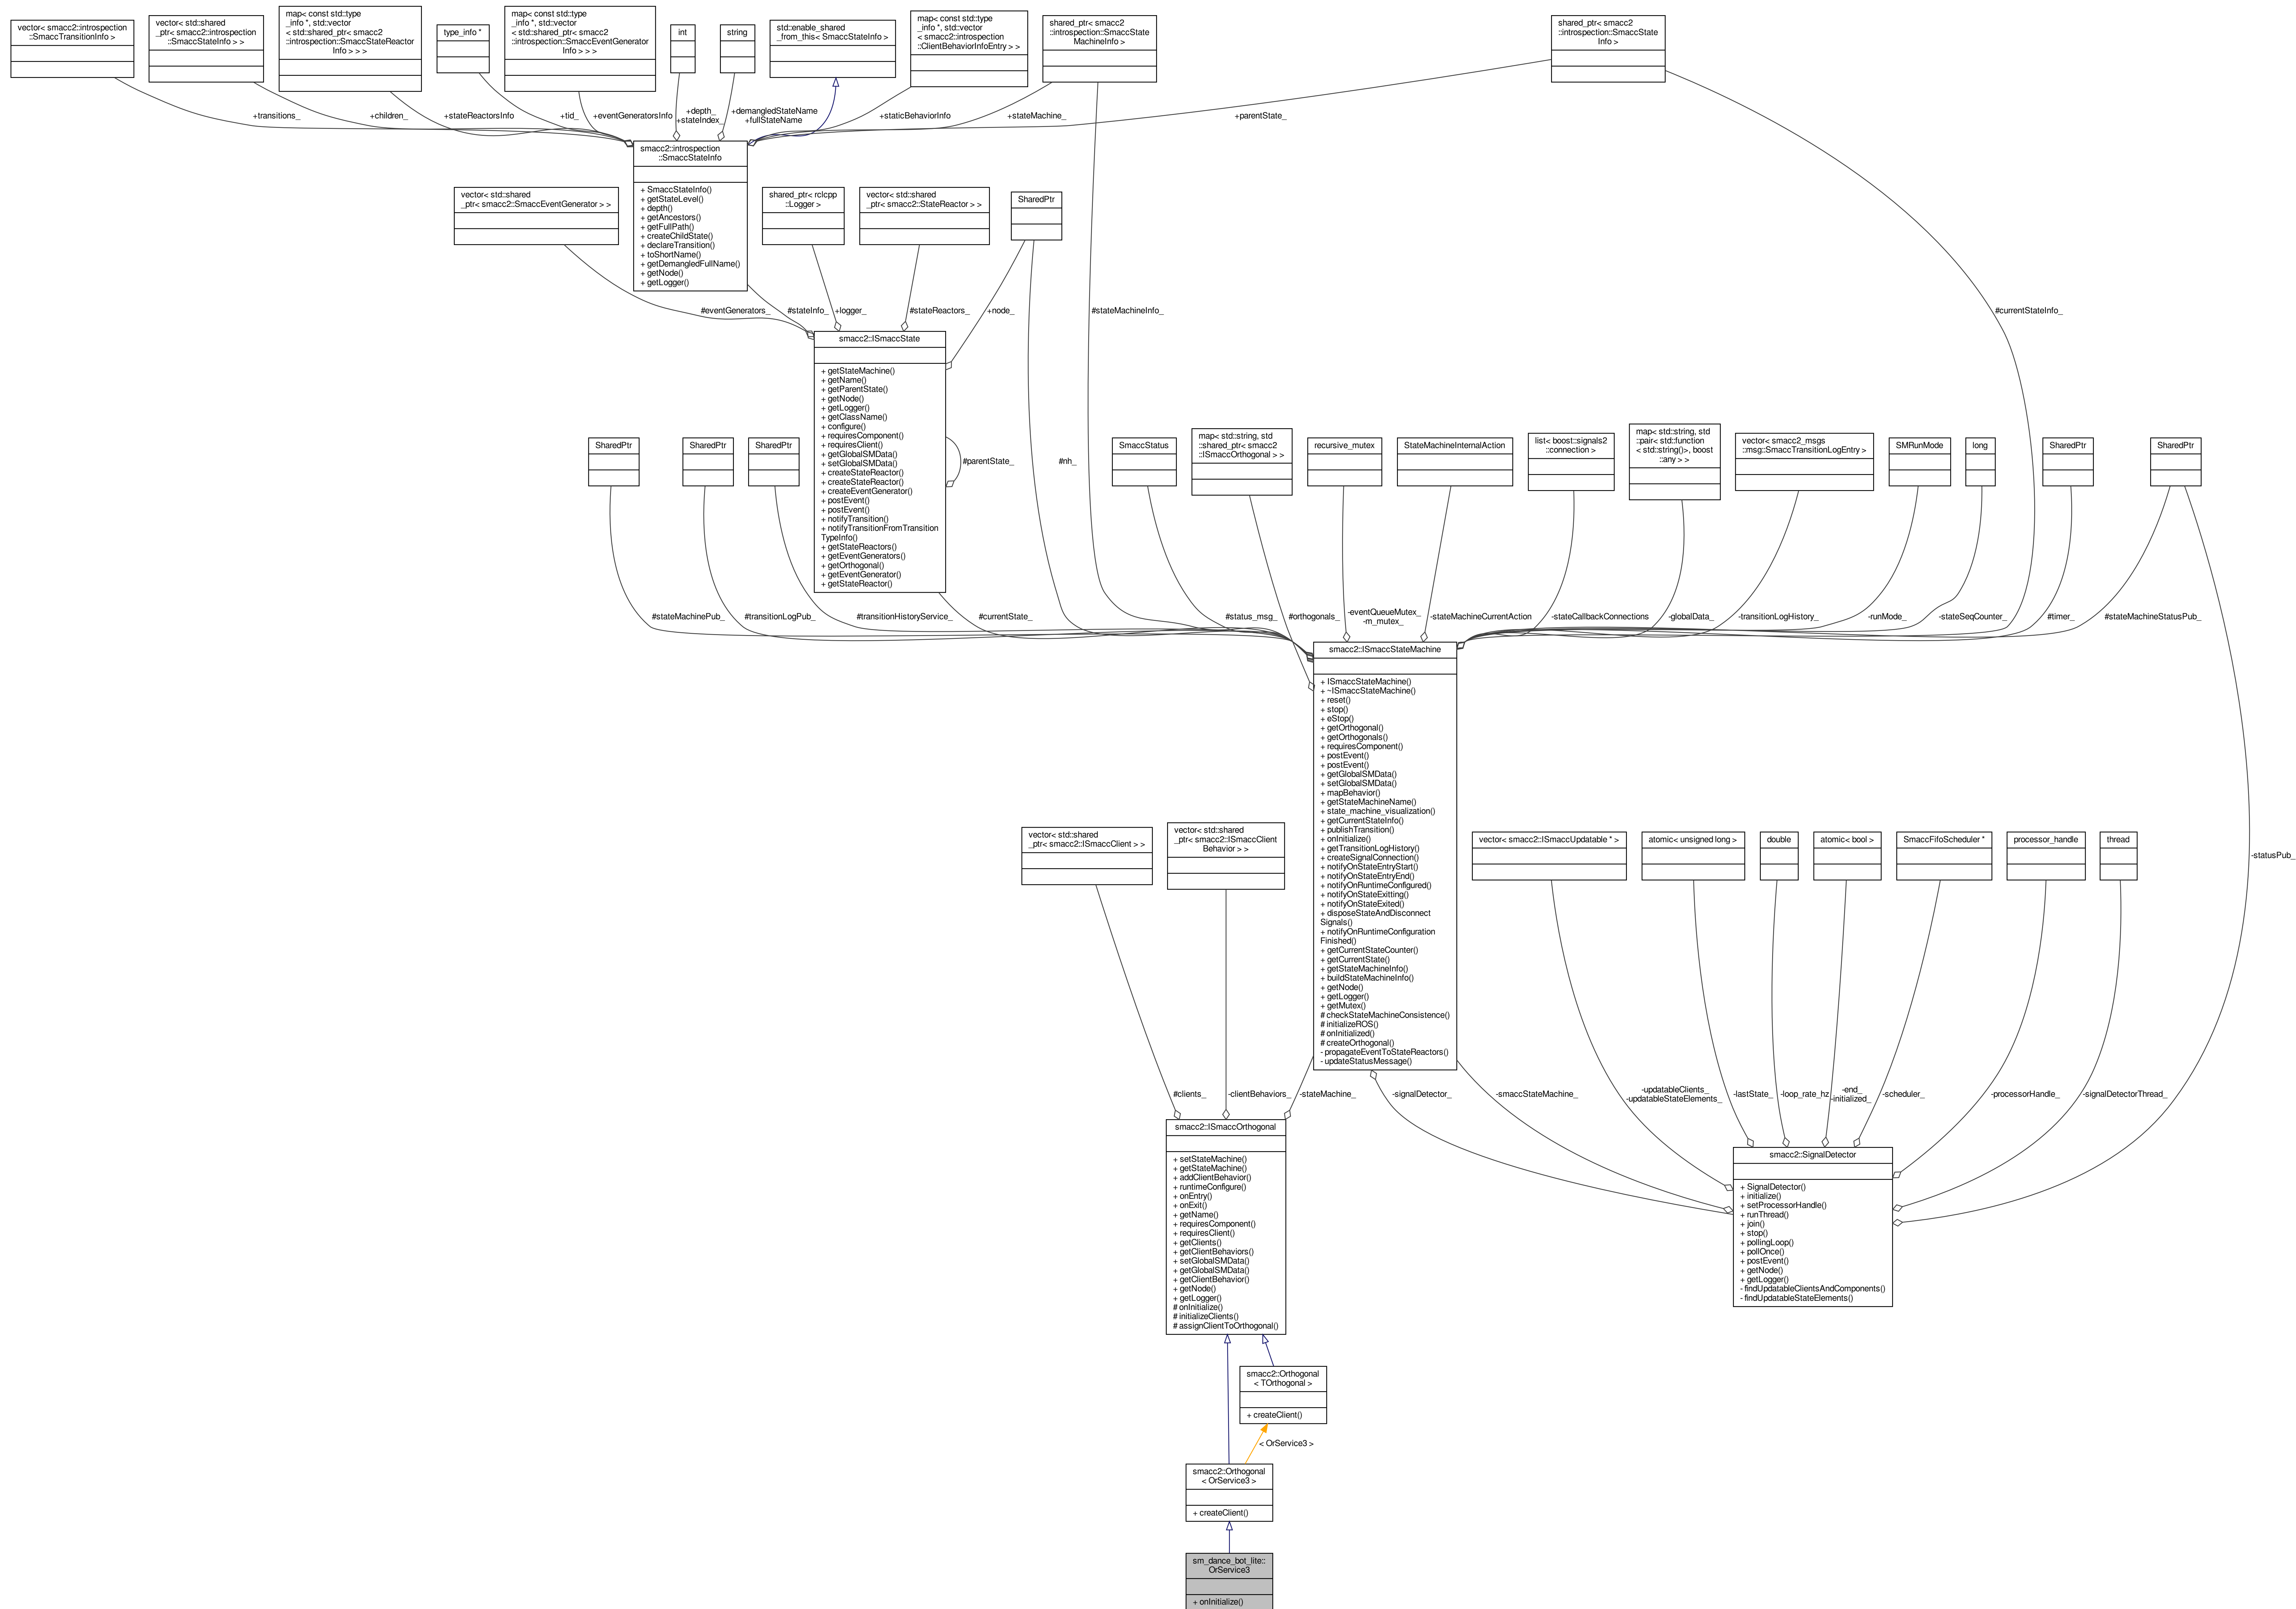 vector< smacc2::introspection
::SmaccTransitionInfo >
vector< std::shared
_ptr< smacc2::introspection
::SmaccStateInfo > >
map< const std::type
_info *, std::vector
< std::shared_ptr< smacc2
::introspection::SmaccStateReactor
Info > > >
type_info *
map< const std::type
_info *, std::vector
< std::shared_ptr< smacc2
::introspection::SmaccEventGenerator
Info > > >
int
string
std::enable_shared
_from_this< SmaccStateInfo >
map< const std::type
_info *, std::vector
< smacc2::introspection
::ClientBehaviorInfoEntry > >
shared_ptr< smacc2
::introspection::SmaccState
MachineInfo >
shared_ptr< smacc2
::introspection::SmaccState
Info >
+transitions_
+children_
+stateReactorsInfo
+tid_
+eventGeneratorsInfo
+depth_
+stateIndex_
+demangledStateName
+fullStateName
+staticBehaviorInfo
+stateMachine_
+parentState_
smacc2::introspection
::SmaccStateInfo
+ SmaccStateInfo()
+ getStateLevel()
+ depth()
+ getAncestors()
+ getFullPath()
+ createChildState()
+ declareTransition()
+ toShortName()
+ getDemangledFullName()
+ getNode()
+ getLogger()
vector< std::shared
_ptr< smacc2::SmaccEventGenerator > >
shared_ptr< rclcpp
::Logger >
vector< std::shared
_ptr< smacc2::StateReactor > >
SharedPtr
#eventGenerators_
#stateInfo_
+logger_
#stateReactors_
+node_
#stateMachineInfo_
#currentStateInfo_
smacc2::ISmaccState
+ getStateMachine()
+ getName()
+ getParentState()
+ getNode()
+ getLogger()
+ getClassName()
+ configure()
+ requiresComponent()
+ requiresClient()
+ getGlobalSMData()
+ setGlobalSMData()
+ createStateReactor()
+ createStateReactor()
+ createEventGenerator()
+ postEvent()
+ postEvent()
+ notifyTransition()
+ notifyTransitionFromTransition
TypeInfo()
+ getStateReactors()
+ getEventGenerators()
+ getOrthogonal()
+ getEventGenerator()
+ getStateReactor()
#parentState_
#nh_
SharedPtr
SharedPtr
SharedPtr
SmaccStatus
map< std::string, std
::shared_ptr< smacc2
::ISmaccOrthogonal > >
recursive_mutex
StateMachineInternalAction
list< boost::signals2
::connection >
map< std::string, std
::pair< std::function
< std::string()>, boost
::any > >
vector< smacc2_msgs
::msg::SmaccTransitionLogEntry >
SMRunMode
long
SharedPtr
SharedPtr
#stateMachinePub_
#transitionLogPub_
#transitionHistoryService_
#currentState_
#status_msg_
#orthogonals_
-eventQueueMutex_
-m_mutex_
-stateMachineCurrentAction
-stateCallbackConnections
-globalData_
-transitionLogHistory_
-runMode_
-stateSeqCounter_
#timer_
#stateMachineStatusPub_
smacc2::ISmaccStateMachine
+ ISmaccStateMachine()
+ ~ISmaccStateMachine()
+ reset()
+ stop()
+ eStop()
+ getOrthogonal()
+ getOrthogonals()
+ requiresComponent()
+ postEvent()
+ postEvent()
+ getGlobalSMData()
+ setGlobalSMData()
+ mapBehavior()
+ getStateMachineName()
+ state_machine_visualization()
+ getCurrentStateInfo()
+ publishTransition()
+ onInitialize()
+ getTransitionLogHistory()
+ createSignalConnection()
+ notifyOnStateEntryStart()
+ notifyOnStateEntryEnd()
+ notifyOnRuntimeConfigured()
+ notifyOnStateExitting()
+ notifyOnStateExited()
+ disposeStateAndDisconnect
Signals()
+ notifyOnRuntimeConfiguration
Finished()
+ getCurrentStateCounter()
+ getCurrentState()
+ getStateMachineInfo()
+ buildStateMachineInfo()
+ getNode()
+ getLogger()
+ getMutex()
# checkStateMachineConsistence()
# initializeROS()
# onInitialized()
# createOrthogonal()
- propagateEventToStateReactors()
- updateStatusMessage()
vector< std::shared
_ptr< smacc2::ISmaccClient > >
vector< std::shared
_ptr< smacc2::ISmaccClient
Behavior > >
vector< smacc2::ISmaccUpdatable * >
atomic< unsigned long >
double
atomic< bool >
SmaccFifoScheduler *
processor_handle
thread
-statusPub_
#clients_
-clientBehaviors_
-stateMachine_
-signalDetector_
-smaccStateMachine_
-updatableClients_
-updatableStateElements_
-lastState_
-loop_rate_hz
-end_
-initialized_
-scheduler_
-processorHandle_
-signalDetectorThread_
smacc2::ISmaccOrthogonal
+ setStateMachine()
+ getStateMachine()
+ addClientBehavior()
+ runtimeConfigure()
+ onEntry()
+ onExit()
+ getName()
+ requiresComponent()
+ requiresClient()
+ getClients()
+ getClientBehaviors()
+ setGlobalSMData()
+ getGlobalSMData()
+ getClientBehavior()
+ getNode()
+ getLogger()
# onInitialize()
# initializeClients()
# assignClientToOrthogonal()
smacc2::SignalDetector
+ SignalDetector()
+ initialize()
+ setProcessorHandle()
+ runThread()
+ join()
+ stop()
+ pollingLoop()
+ pollOnce()
+ postEvent()
+ getNode()
+ getLogger()
- findUpdatableClientsAndComponents()
- findUpdatableStateElements()
smacc2::Orthogonal
< TOrthogonal >
+ createClient()
< OrService3 >
smacc2::Orthogonal
< OrService3 >
+ createClient()
sm_dance_bot_lite::
OrService3
+ onInitialize()